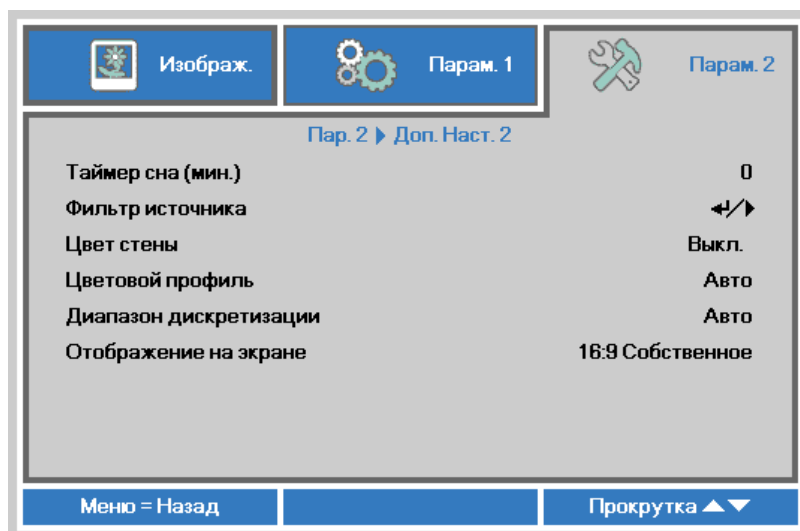 Изображ. Парам. 1 Парам. 2
Пар. 2 ▶ Доп. Наст. 2
Таймер сна (мин.) 0
Фильтр источника ↵/▶
Цвет стены Выкл.
Цветовой профиль Авто
Диапазон дискретизации Авто
Отображение на экране 16:9 Собственное
Меню = Назад Прокрутка ▲▼